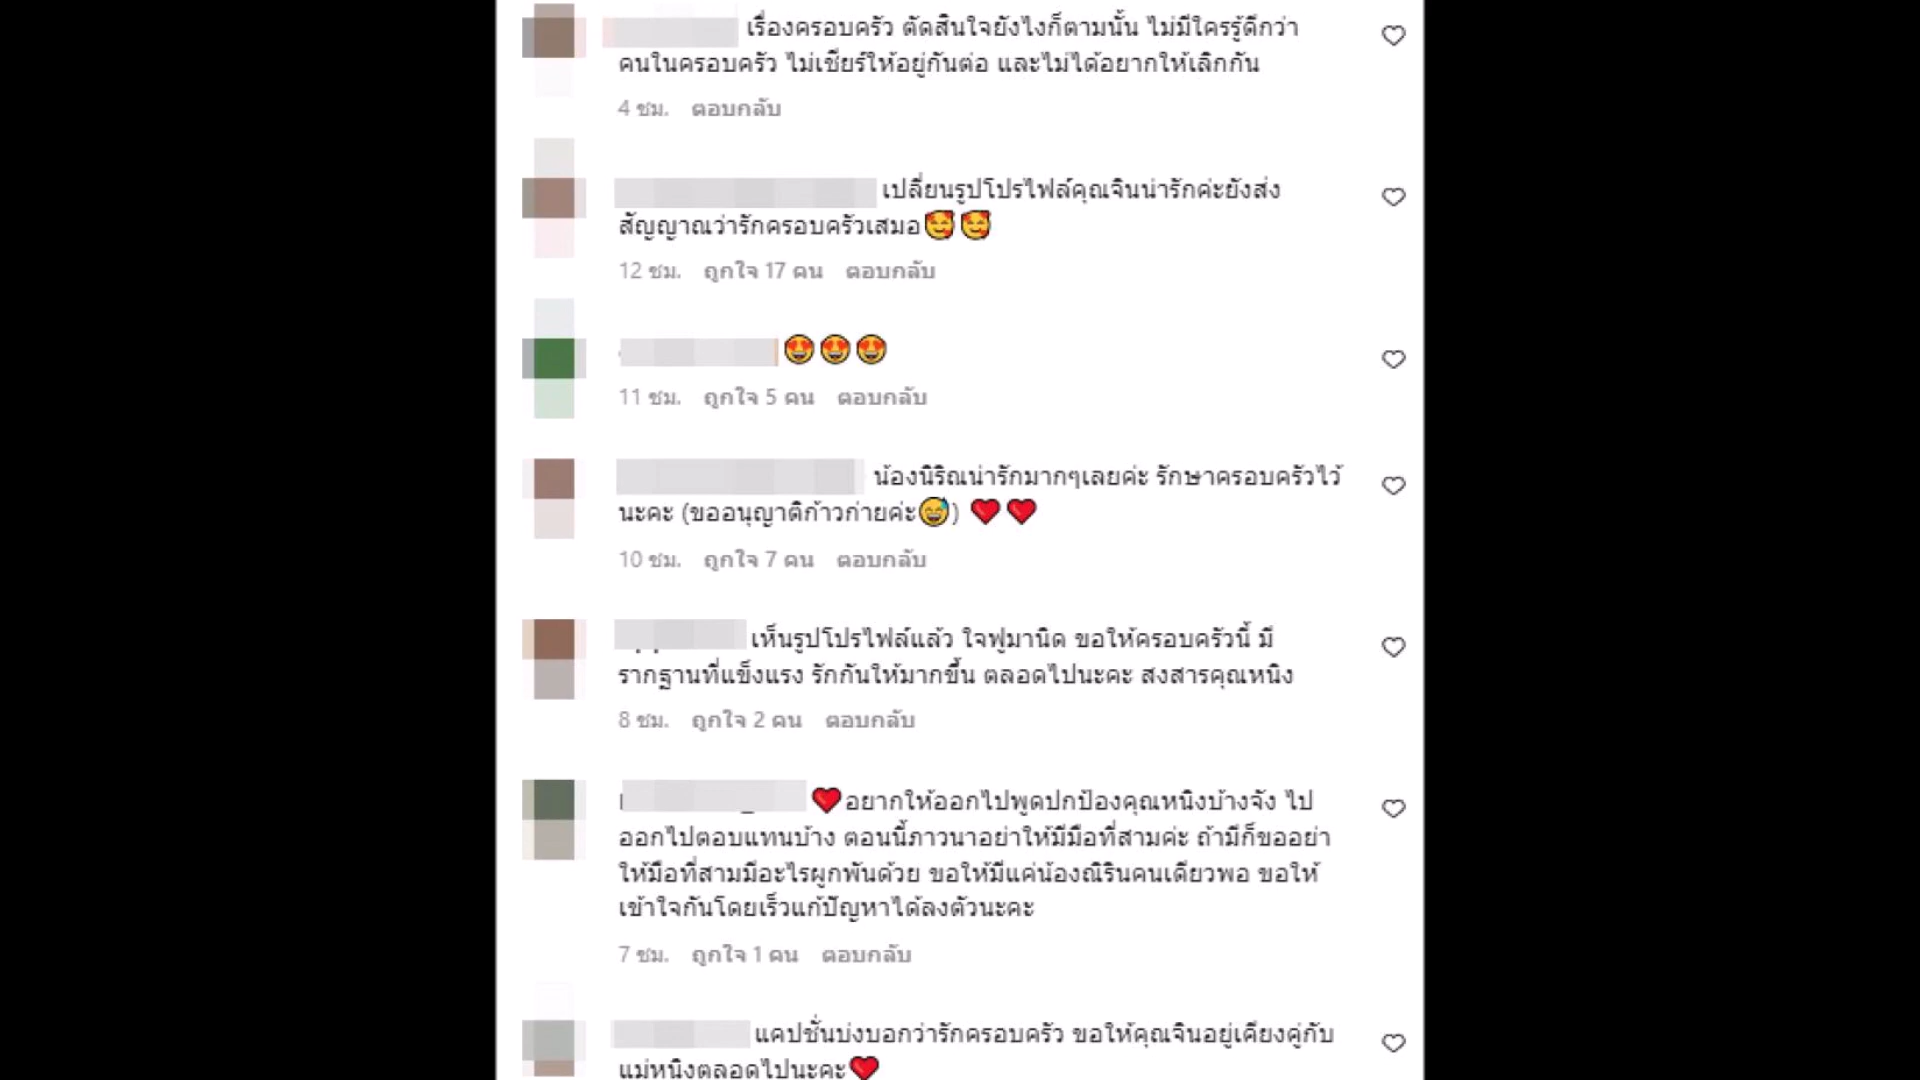 เรื่องครอบครัว ตัดสินใจยังไงก็ตามนั้น ไม่มีใครรู้ดีกว่า
คนในครอบครัว ไม่เชียร์ให้อยู่กันต่อ และไม่ได้อยากให้เลิกกัน
4 ชม. ตอบกลับ
เปลี่ยนรูปโปรไฟล์คุณจินน่ารักค่ะยังส่ง
สัญญาณว่ารักครอบครัวเสมอ🥰🥰
12 ชม. ถูกใจ 17 คน ตอบกลับ
😍😍😍
11 ชม. ถูกใจ 5 คน ตอบกลับ
น้องนิริณน่ารักมากๆเลยค่ะ รักษาครอบครัวไว้
นะคะ (ขออนุญาติก้าวก่ายค่ะ😅) ❤️❤️
10 ชม. ถูกใจ 7 คน ตอบกลับ
เห็นรูปโปรไฟล์แล้ว ใจฟูมานิด ขอให้ครอบครัวนี้ มี
รากฐานที่แข็งแรง รักกันให้มากขึ้น ตลอดไปนะคะ สงสารคุณหนิง
8 ชม. ถูกใจ 2 คน ตอบกลับ
❤️อยากให้ออกไปพูดปกป้องคุณหนิงบ้างจัง ไป
ออกไปตอบแทนบ้าง ตอนนี้ภาวนาอย่าให้มีมือที่สามค่ะ ถ้ามีก็ขออย่า
ให้มือที่สามมีอะไรผูกพันด้วย ขอให้มีแค่น้องณิรินคนเดียวพอ ขอให้
เข้าใจกันโดยเร็วแก้ปัญหาได้ลงตัวนะคะ
7 ชม. ถูกใจ 1 คน ตอบกลับ
แคปชั่นบ่งบอกว่ารักครอบครัว ขอให้คุณจินอยู่เคียงคู่กับ
แม่หนิงตลอดไปนะคะ❤️